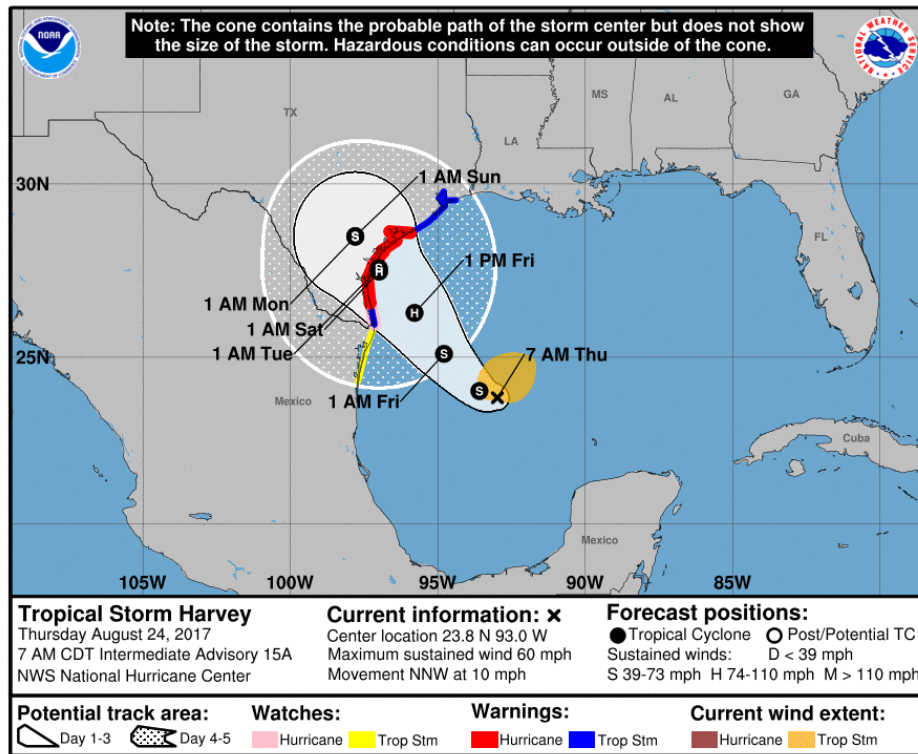 Note: The cone contains the probable path of the storm center but does not show
the size of the storm. Hazardous conditions can occur outside of the cone.
NOAA
NATIONAL WEATHER SERVICE
TX
MS
AL
GA
LA
FL
30N
1 AM Sun
1 PM Fri
1 AM Mon
1 AM Sat
1 AM Tue
25N
7 AM Thu
1 AM Fri
Mexico
Cuba
Mexico
S
S
H
H
S
S
105W
100W
95W
90W
85W
Tropical Storm Harvey
Thursday August 24, 2017
7 AM CDT Intermediate Advisory 15A
NWS National Hurricane Center
Current information: x
Center location 23.8 N 93.0 W
Maximum sustained wind 60 mph
Movement NNW at 10 mph
Forecast positions:
Tropical Cyclone Post/Potential TC
Sustained winds: D < 39 mph
S 39-73 mph H 74-110 mph M > 110 mph
Potential track area:
Day 1-3 Day 4-5
Watches:
Hurricane Trop Stm
Warnings:
Hurricane Trop Stm
Current wind extent:
Hurricane Trop Stm